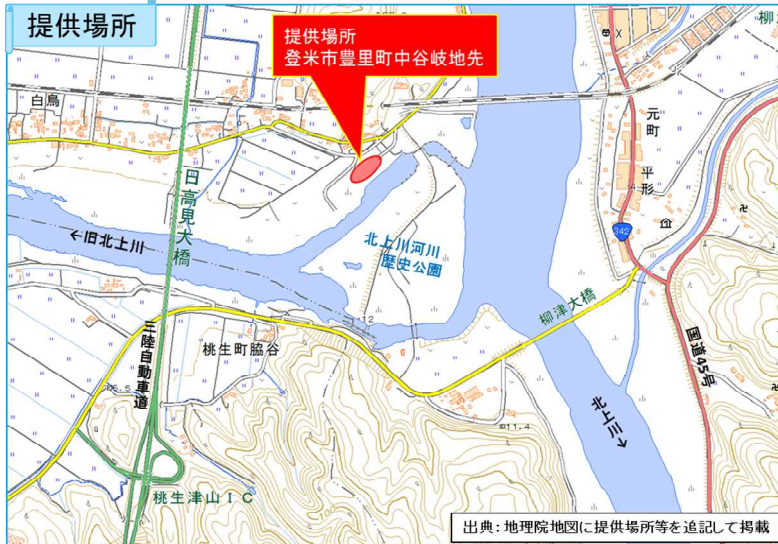 提供場所
提供場所
登米市豊里町中谷岐地先
白鳥
元町
平形
日高見大橋
←旧北上川
北上川河川
歴史公園
342
12
柳津大橋
桃生町脇谷
三陸自動車道
国道45号
北上川→
11.4
桃生津山IC
出典:地理院地図に提供場所等を追記して掲載